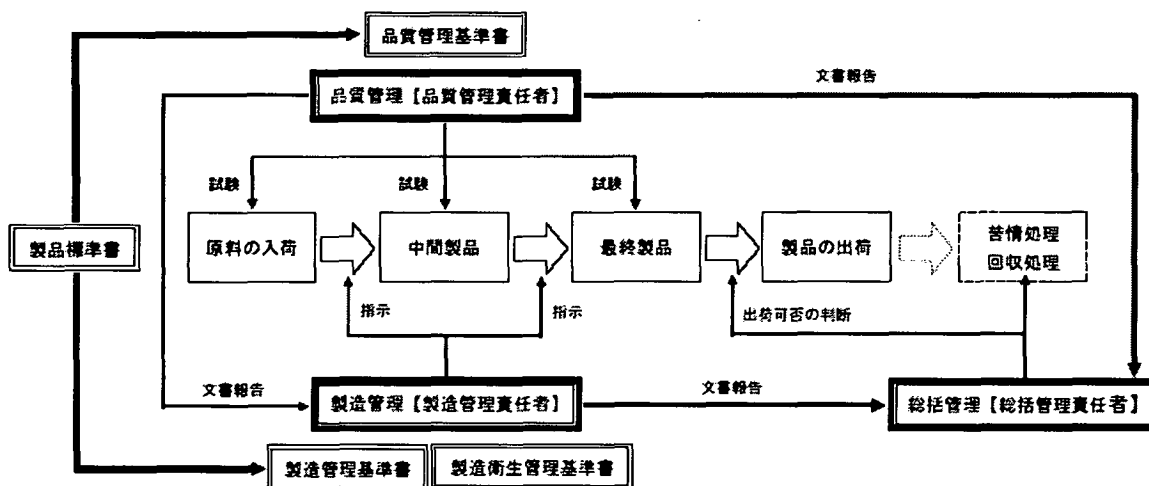 品質管理基準書
品質管理【品質管理責任者】
文書報告
試験
試験
試験
製品標準書
原料の入荷
中間製品
最終製品
製品の出荷
苦情処理
回収処理
指示
指示
出荷可否の判断
文書報告
製造管理【製造管理責任者】
文書報告
総括管理【総括管理責任者】
製造管理基準書
製造衛生管理基準書